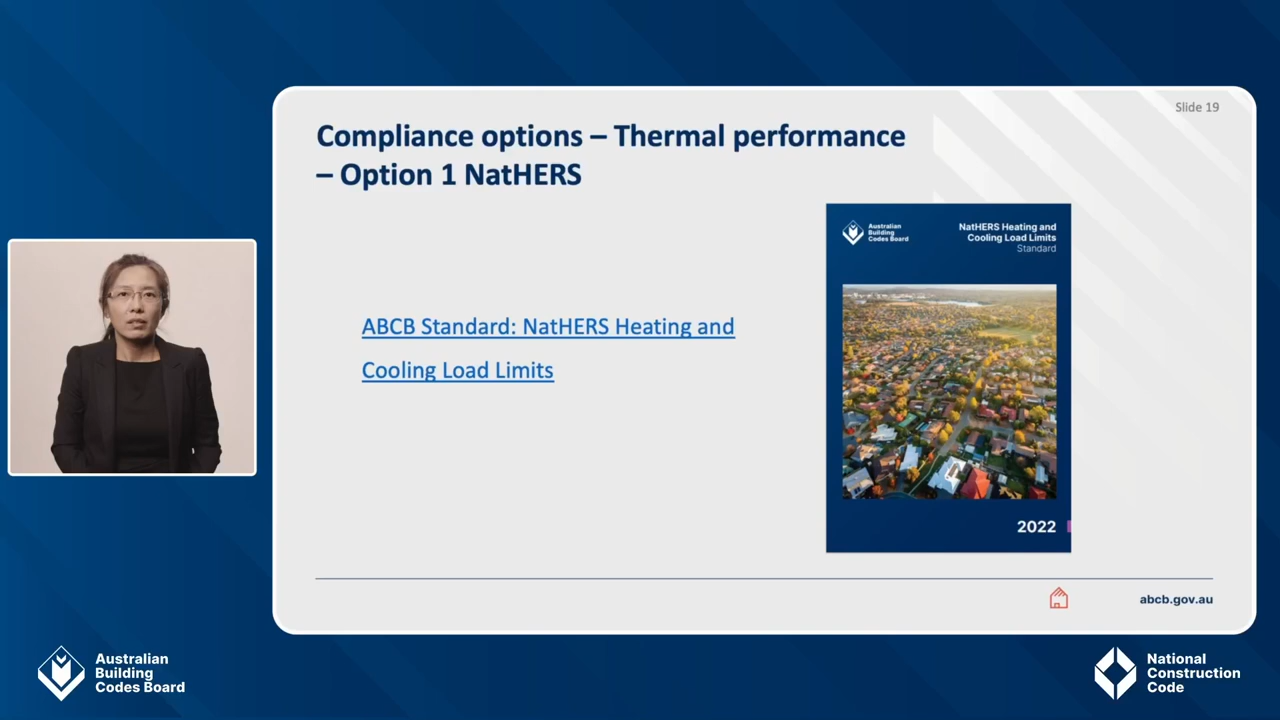 Slide 19
Compliance options – Thermal performance
– Option 1 NatHERS
ABCB Standard: NatHERS Heating and
Cooling Load Limits
Australian
Building
Codes Board
NatHERS Heating and
Cooling Load Limits
Standard
2022
abcb.gov.au
Australian
Building
Codes Board
National
Construction
Code